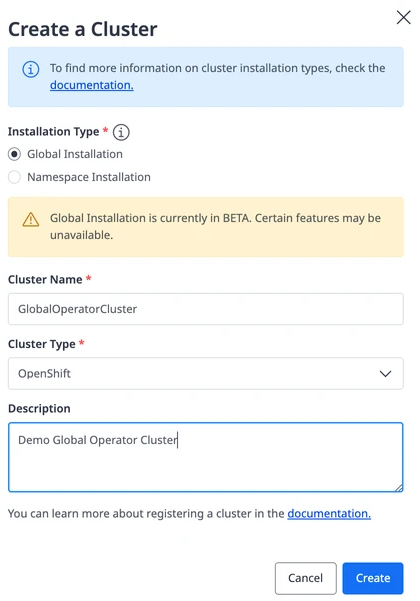 Create a Cluster
To find more information on cluster installation types, check the
documentation.
Installation Type *
Global Installation
Namespace Installation
Global Installation is currently in BETA. Certain features may be
unavailable.
Cluster Name *
GlobalOperatorCluster
Cluster Type *
OpenShift
Description
Demo Global Operator Cluster
You can learn more about registering a cluster in the documentation.
Cancel
Create